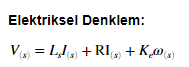 Elektriksel Denklem:
V₍ₛ₎ = LₛI₍ₛ₎ + RI₍ₛ₎ + Kₑω₍ₛ₎